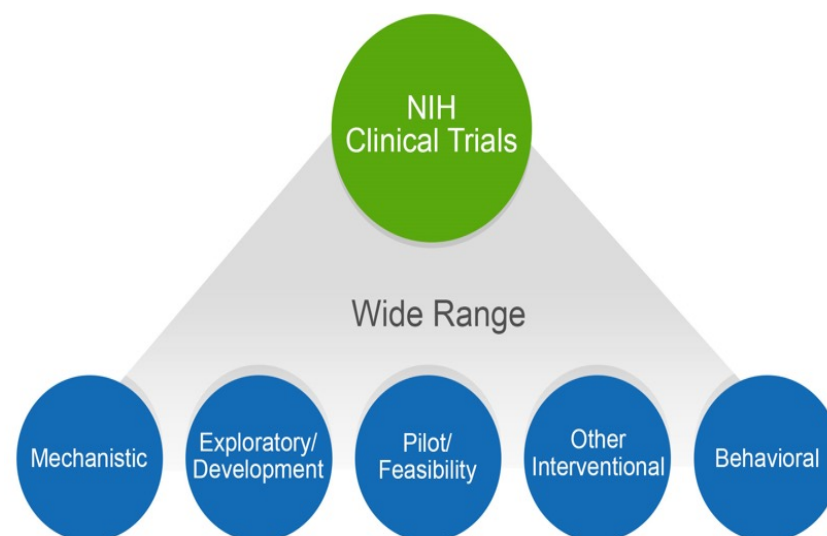 NIH
Clinical Trials
Wide Range
Mechanistic
Exploratory/
Development
Pilot/
Feasibility
Other
Interventional
Behavioral